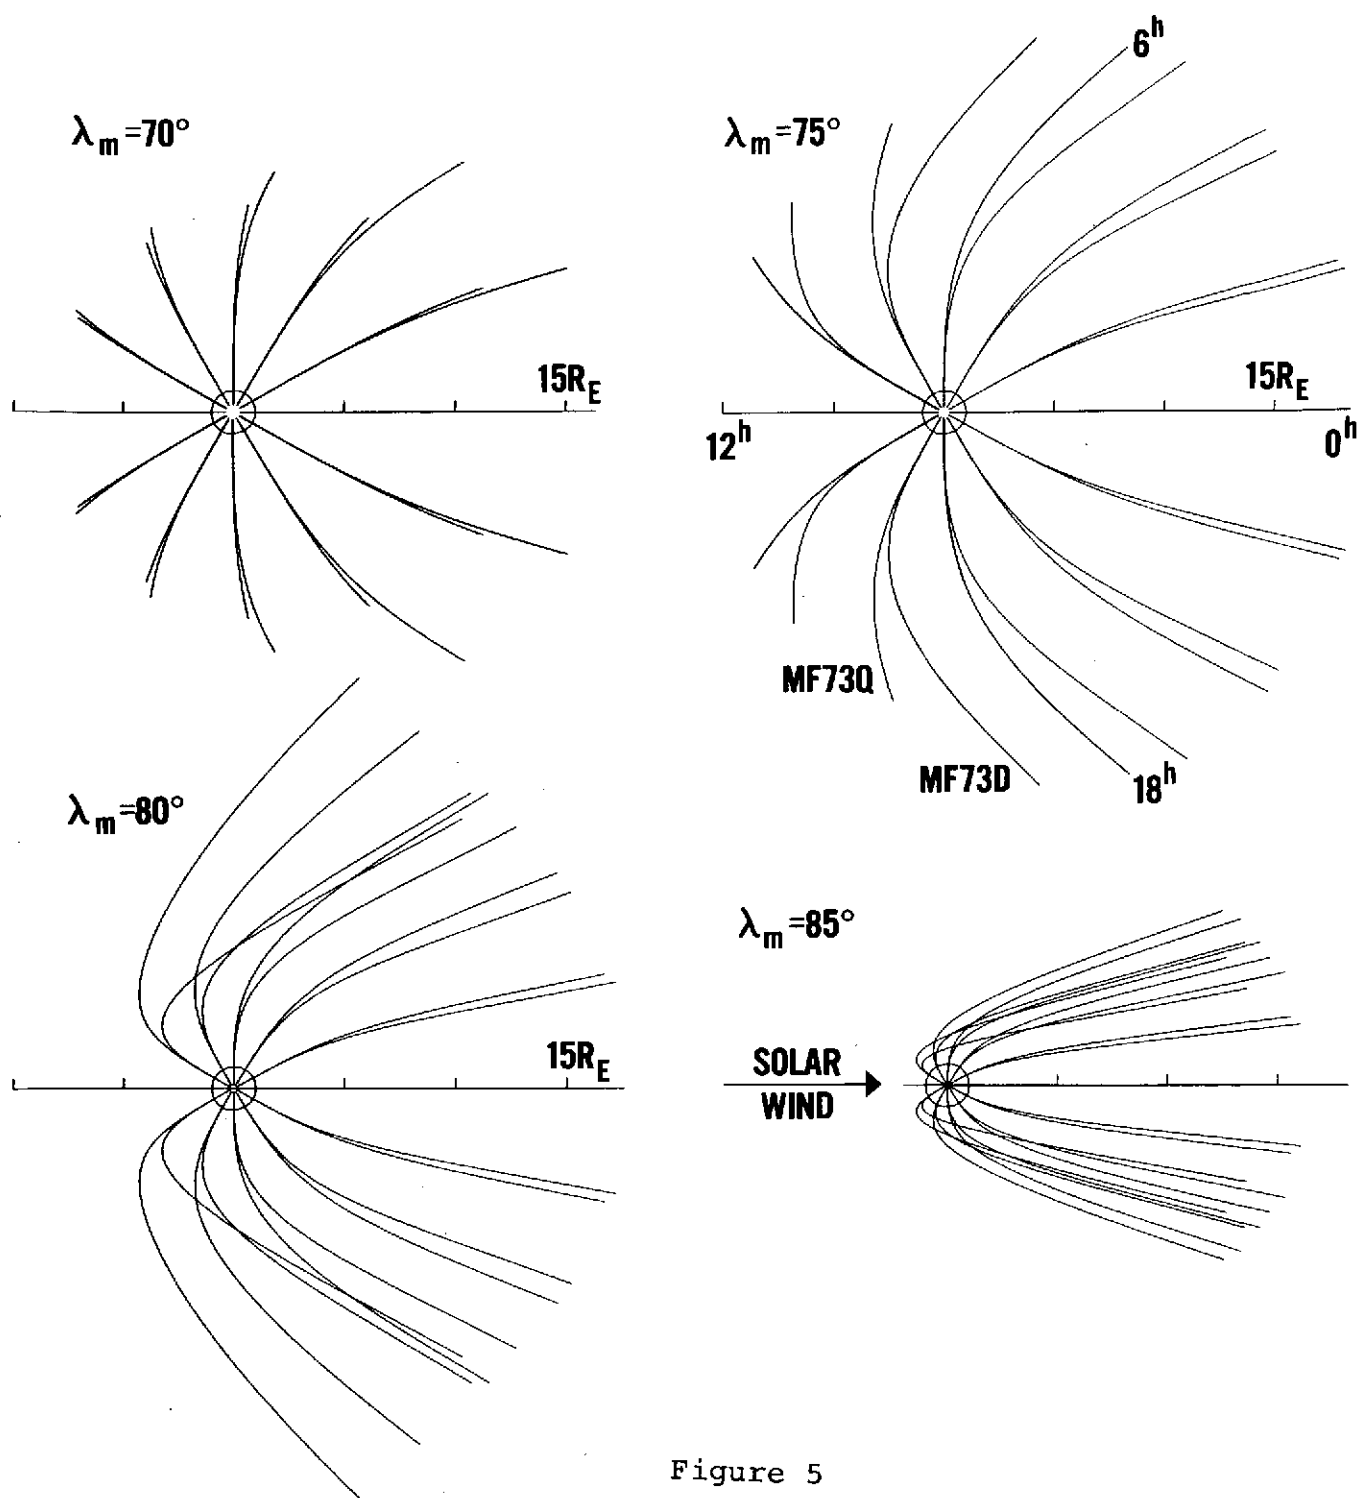 λm=70°
15RE
λm=75°
6h
15RE
12h
0h
MF73Q
MF73D
18h
λm=80°
15RE
λm=85°
SOLAR
WIND
Figure 5